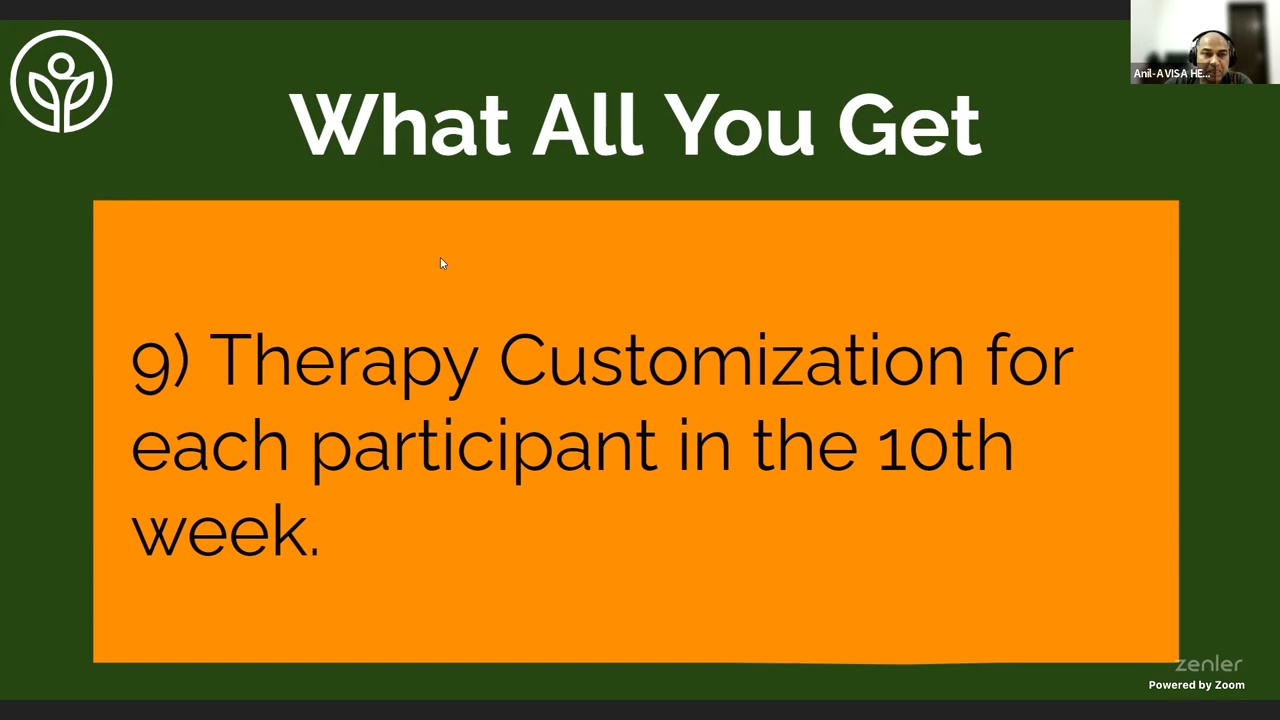 Anil-AVISA HE...
What All You Get
9) Therapy Customization for
each participant in the 10th
week.
zenler
Powered by Zoom